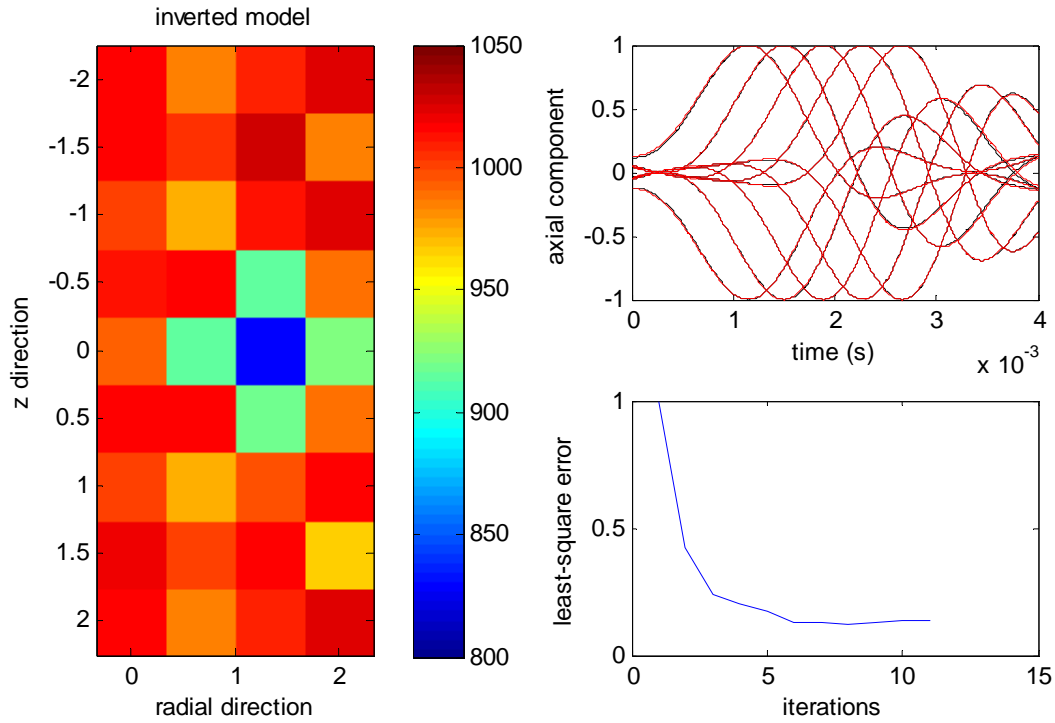 inverted model
-2
-1.5
-1
-0.5
0
0.5
1
1.5
2
z direction
0 1 2
radial direction
1050
1000
950
900
850
800
1
0.5
0
-0.5
-1
axial component
0 1 2 3 4
time (s)
x 10^-3
1
0.5
0
least-square error
0 5 10 15
iterations